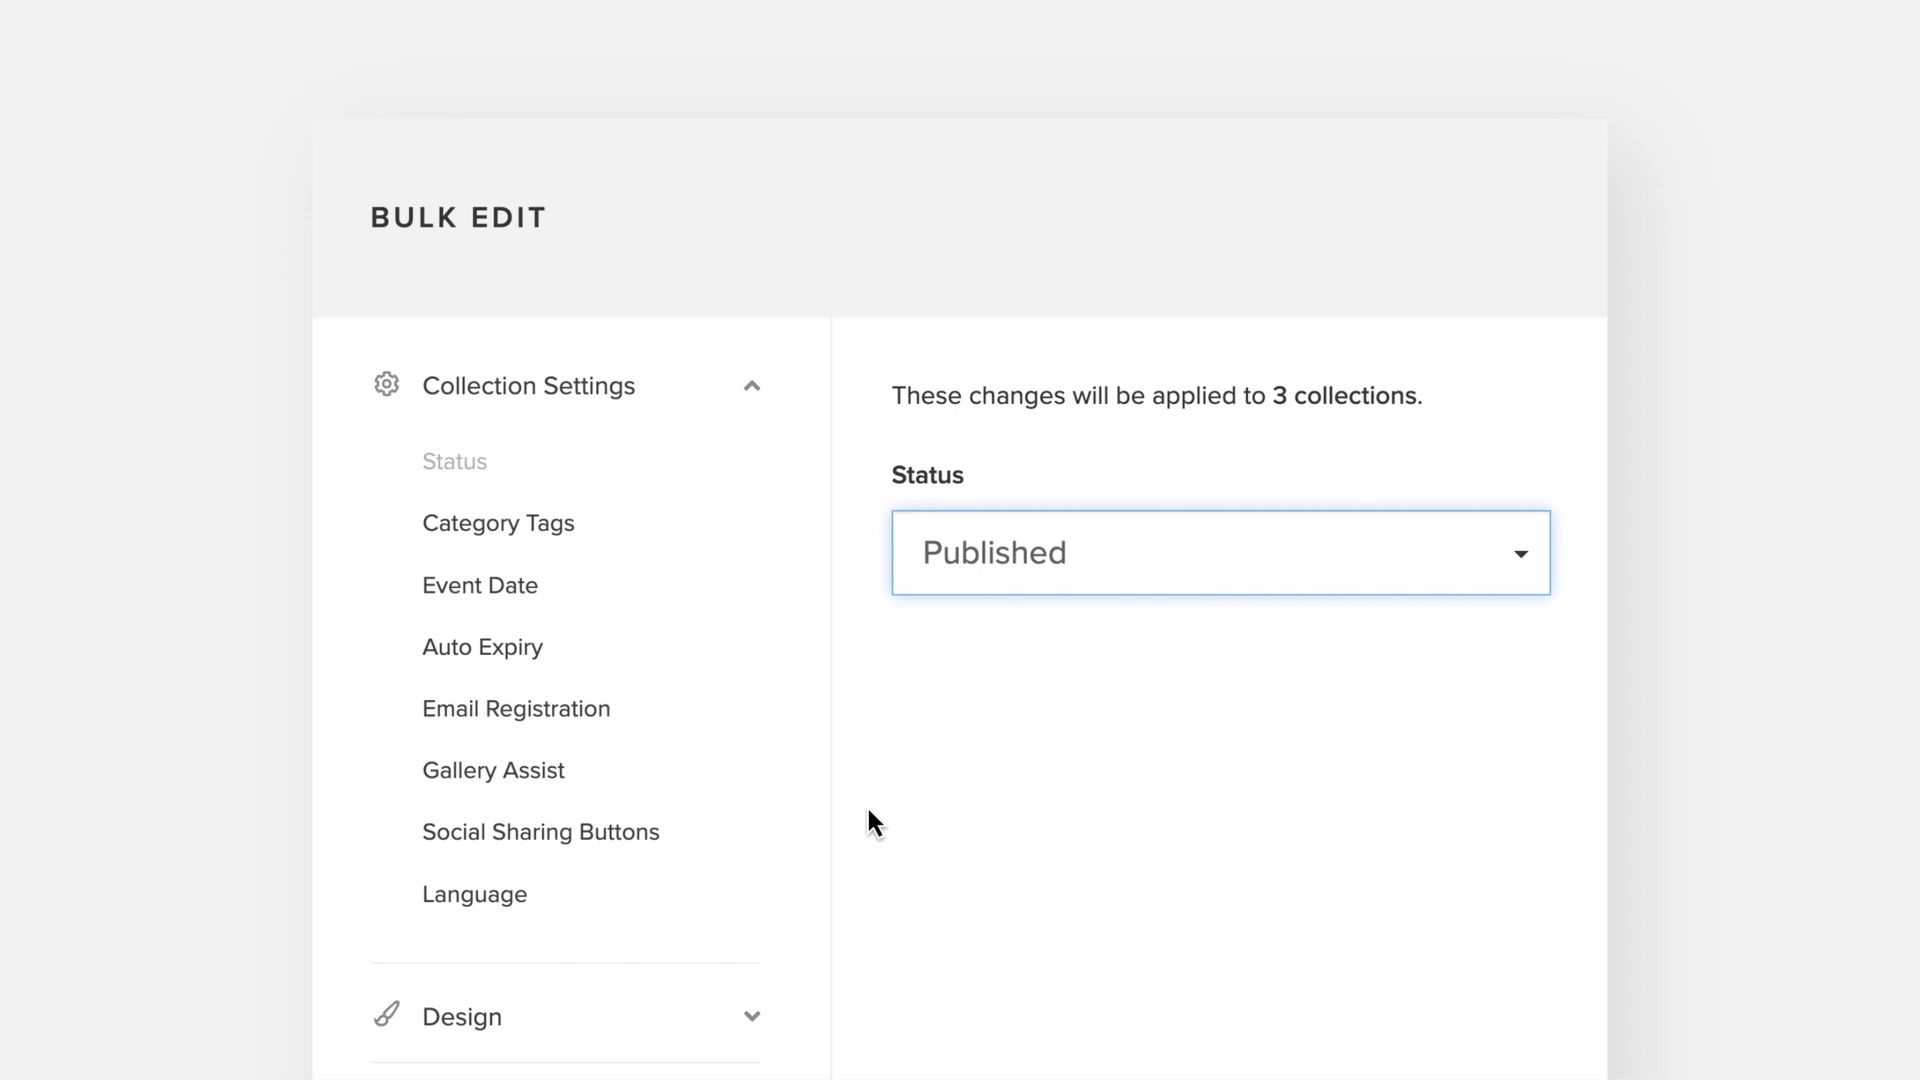 BULK EDIT
Collection Settings
Status
Category Tags
Event Date
Auto Expiry
Email Registration
Gallery Assist
Social Sharing Buttons
Language
Design
These changes will be applied to 3 collections.
Status
Published